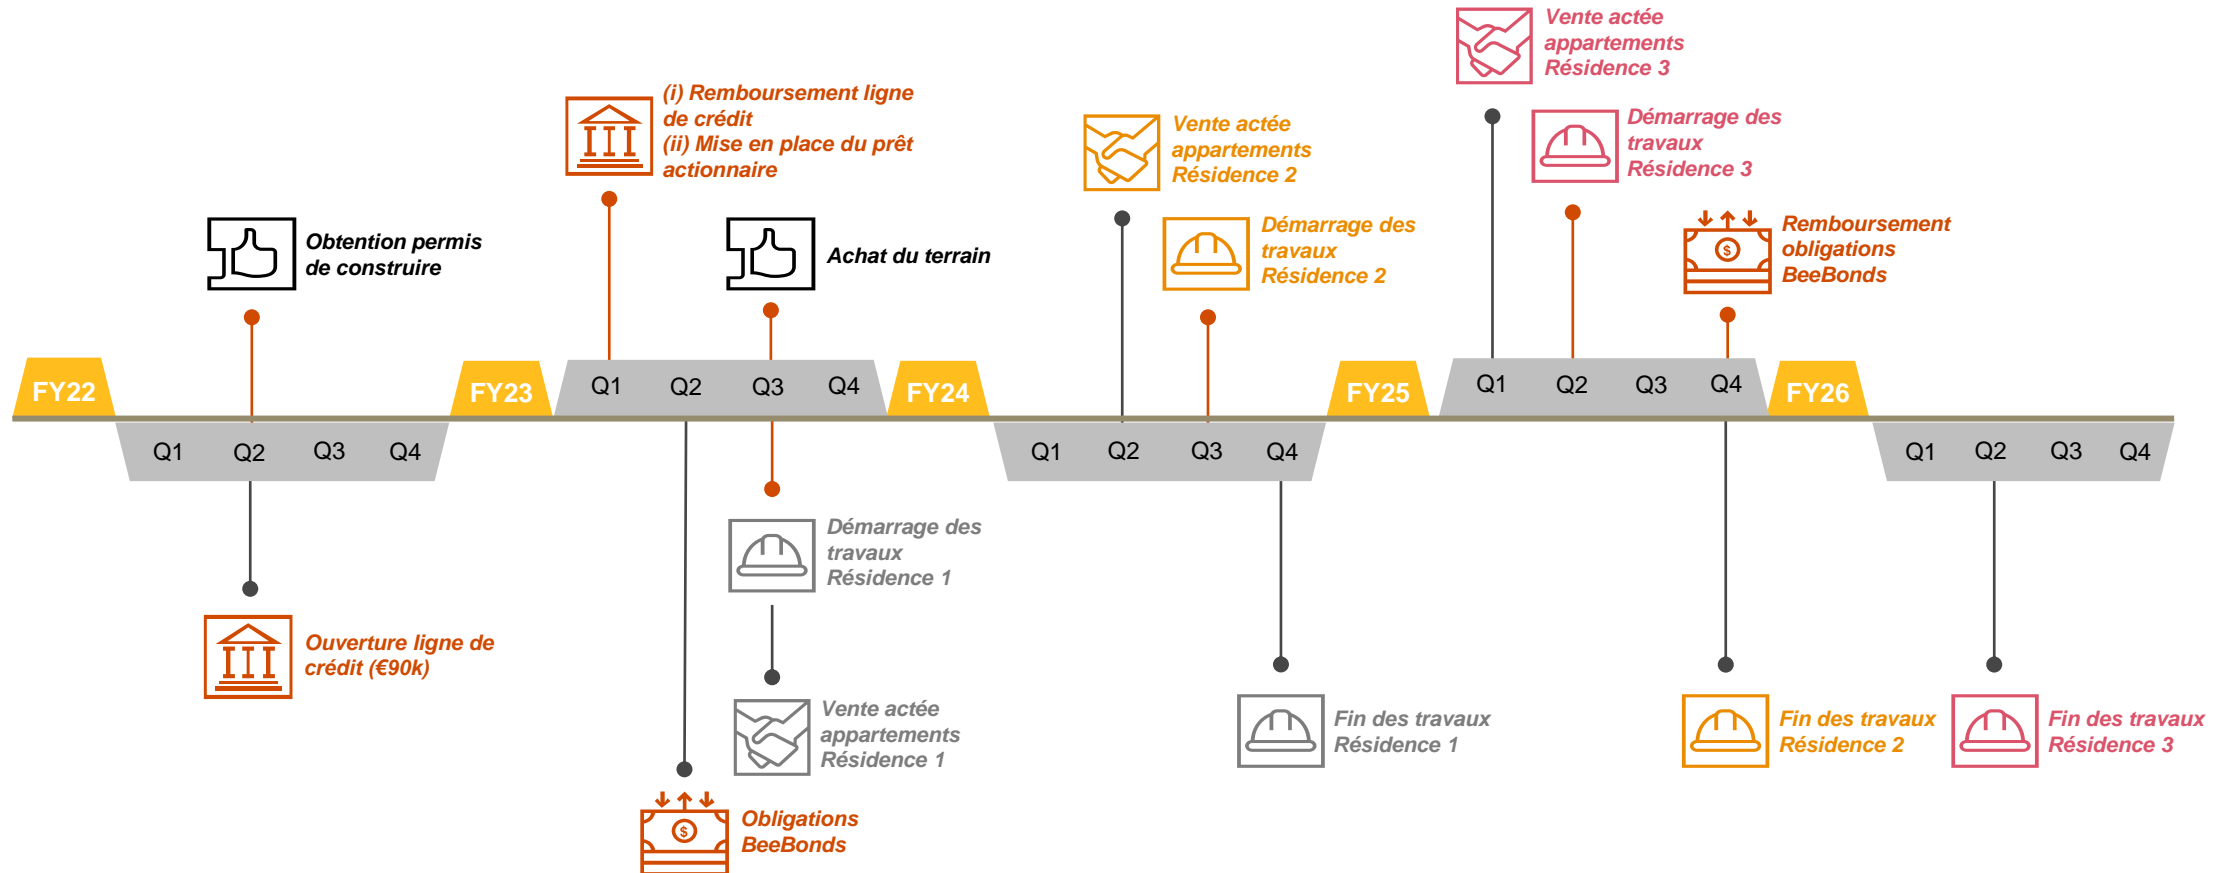 Vente actée
appartements
Résidence 3
(i) Remboursement ligne
de crédit
(ii) Mise en place du prêt
actionnaire
Vente actée
appartements
Résidence 2
Démarrage des
travaux
Résidence 3
Obtention permis
de construire
Achat du terrain
Démarrage des
travaux
Résidence 2
Remboursement
obligations
BeeBonds
$
FY22
FY23
Q1 Q2 Q3 Q4
FY24
FY25
Q1 Q2 Q3 Q4
FY26
Q1 Q2 Q3 Q4
Q1 Q2 Q3 Q4
Q1 Q2 Q3 Q4
Démarrage des
travaux
Résidence 1
Ouverture ligne de
crédit (€90k)
Vente actée
appartements
Résidence 1
Fin des travaux
Résidence 1
Fin des travaux
Résidence 2
Fin des travaux
Résidence 3
$
Obligations
BeeBonds